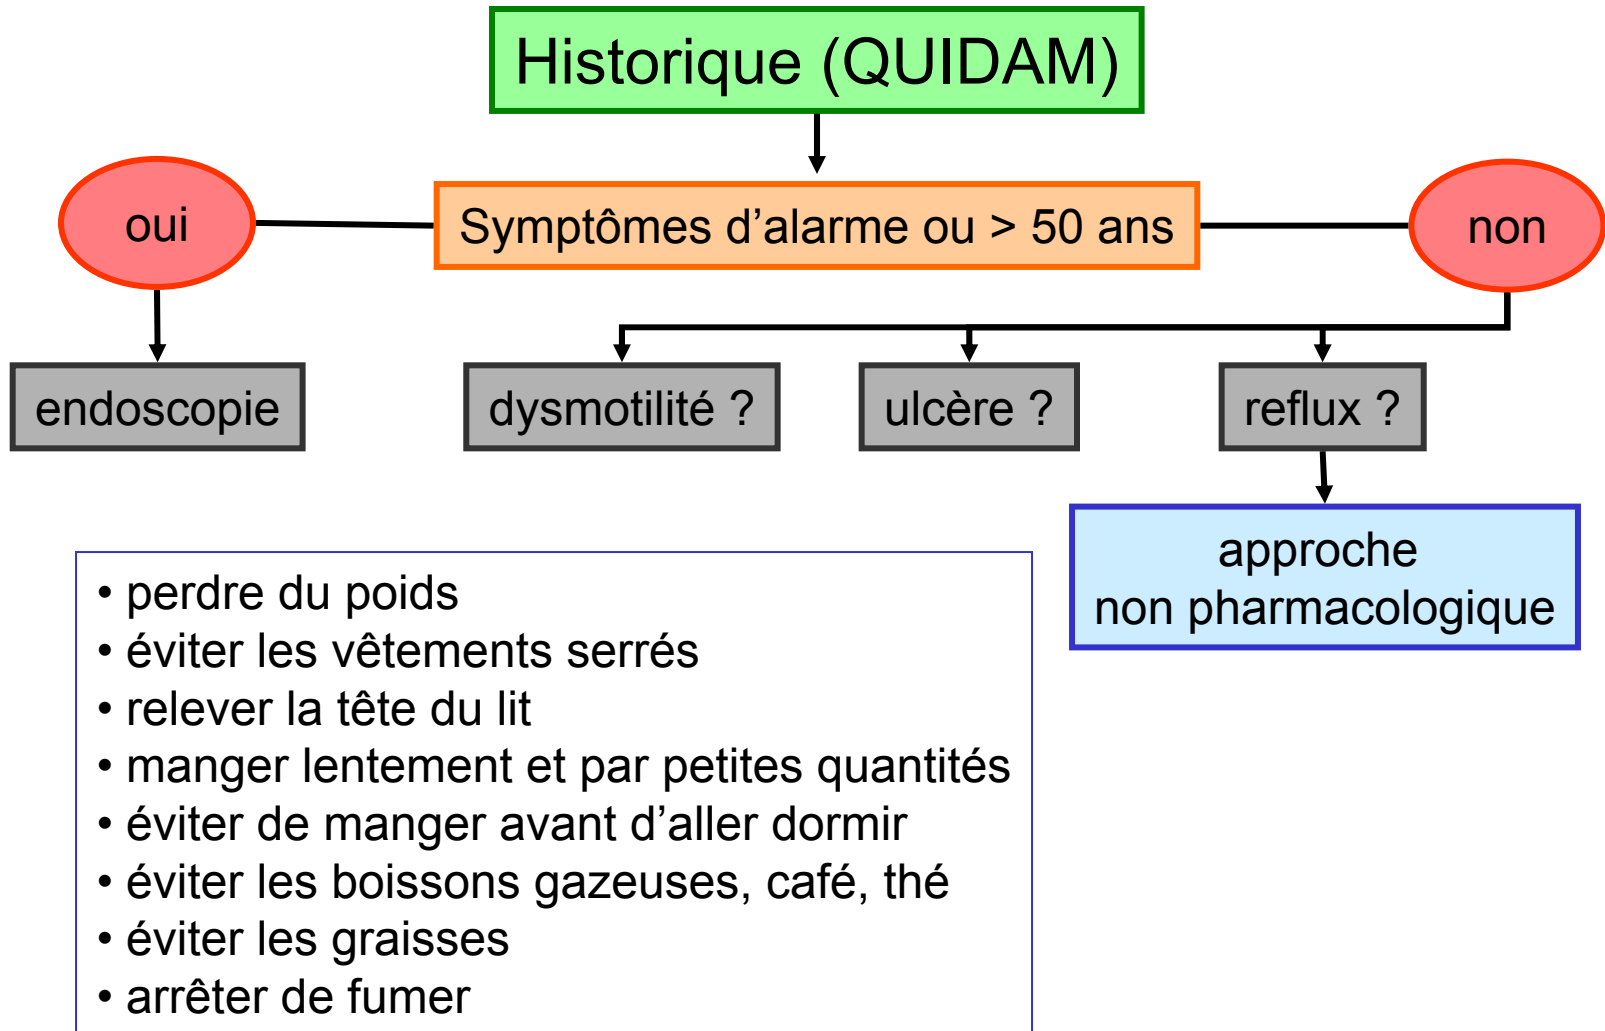 Historique (QUIDAM)
oui
Symptômes d’alarme ou > 50 ans
non
endoscopie
dysmotilité ?
ulcère ?
reflux ?
approche
non pharmacologique
• perdre du poids
• éviter les vêtements serrés
• relever la tête du lit
• manger lentement et par petites quantités
• éviter de manger avant d’aller dormir
• éviter les boissons gazeuses, café, thé
• éviter les graisses
• arrêter de fumer